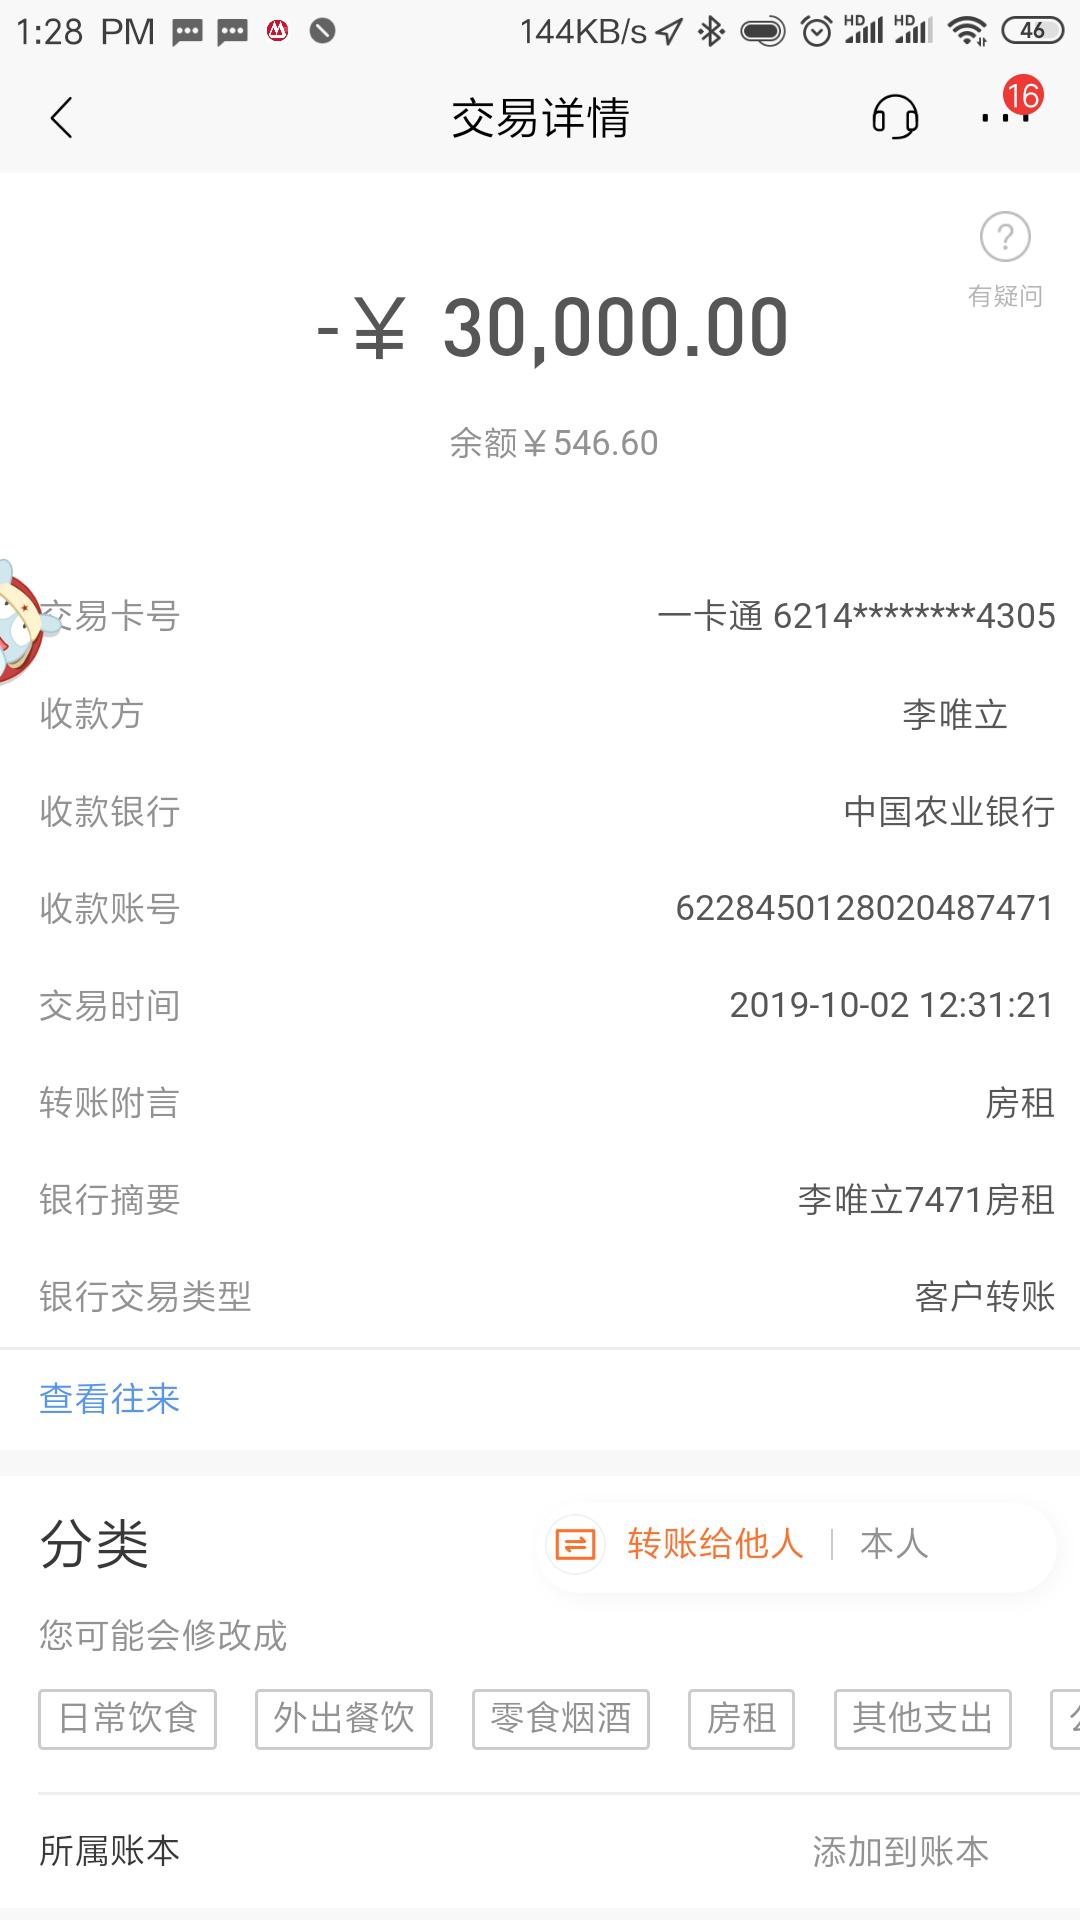 1:28 PM 144KB/s HD HD 46
交易详情 16
有疑问
-¥ 30,000.00
余额¥546.60
交易卡号 一卡通 6214********4305
收款方 李唯立
收款银行 中国农业银行
收款账号 6228450128020487471
交易时间 2019-10-02 12:31:21
转账附言 房租
银行摘要 李唯立7471房租
银行交易类型 客户转账
查看往来
分类 转账给他人 | 本人
您可能会修改成
日常饮食 外出餐饮 零食烟酒 房租 其他支出
所属账本 添加到账本